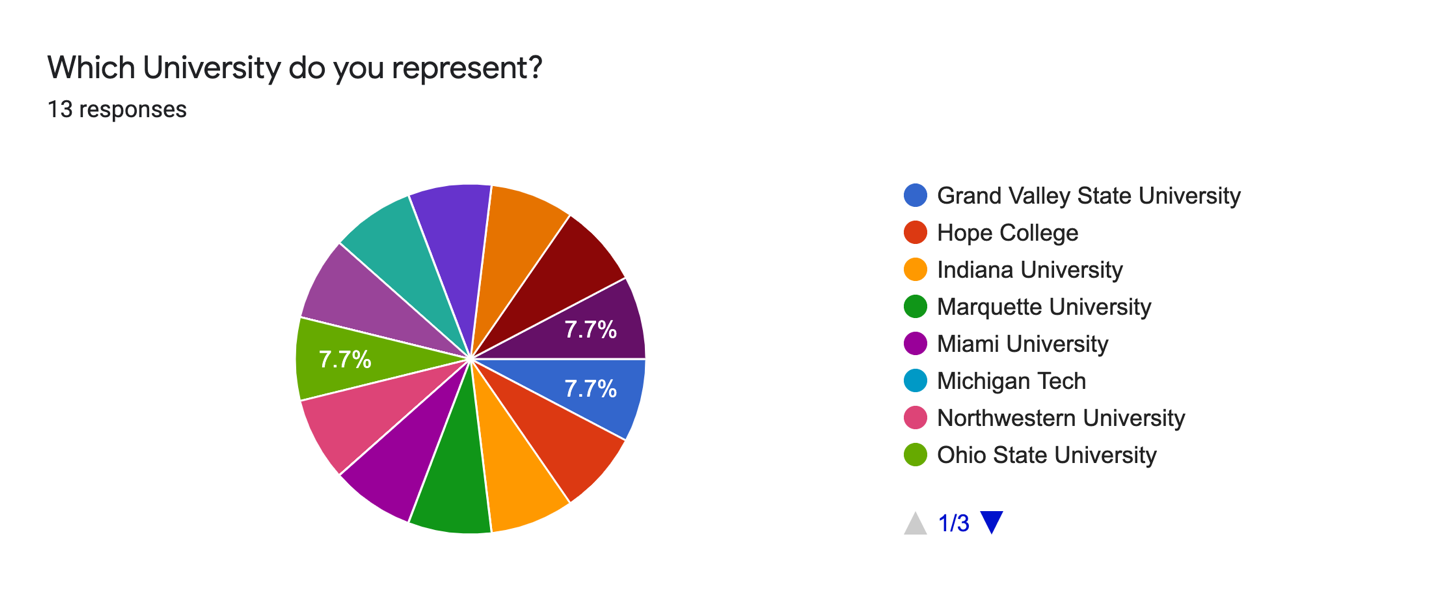 Which University do you represent?
13 responses
7.7%
7.7%
7.7%
Grand Valley State University
Hope College
Indiana University
Marquette University
Miami University
Michigan Tech
Northwestern University
Ohio State University
1/3